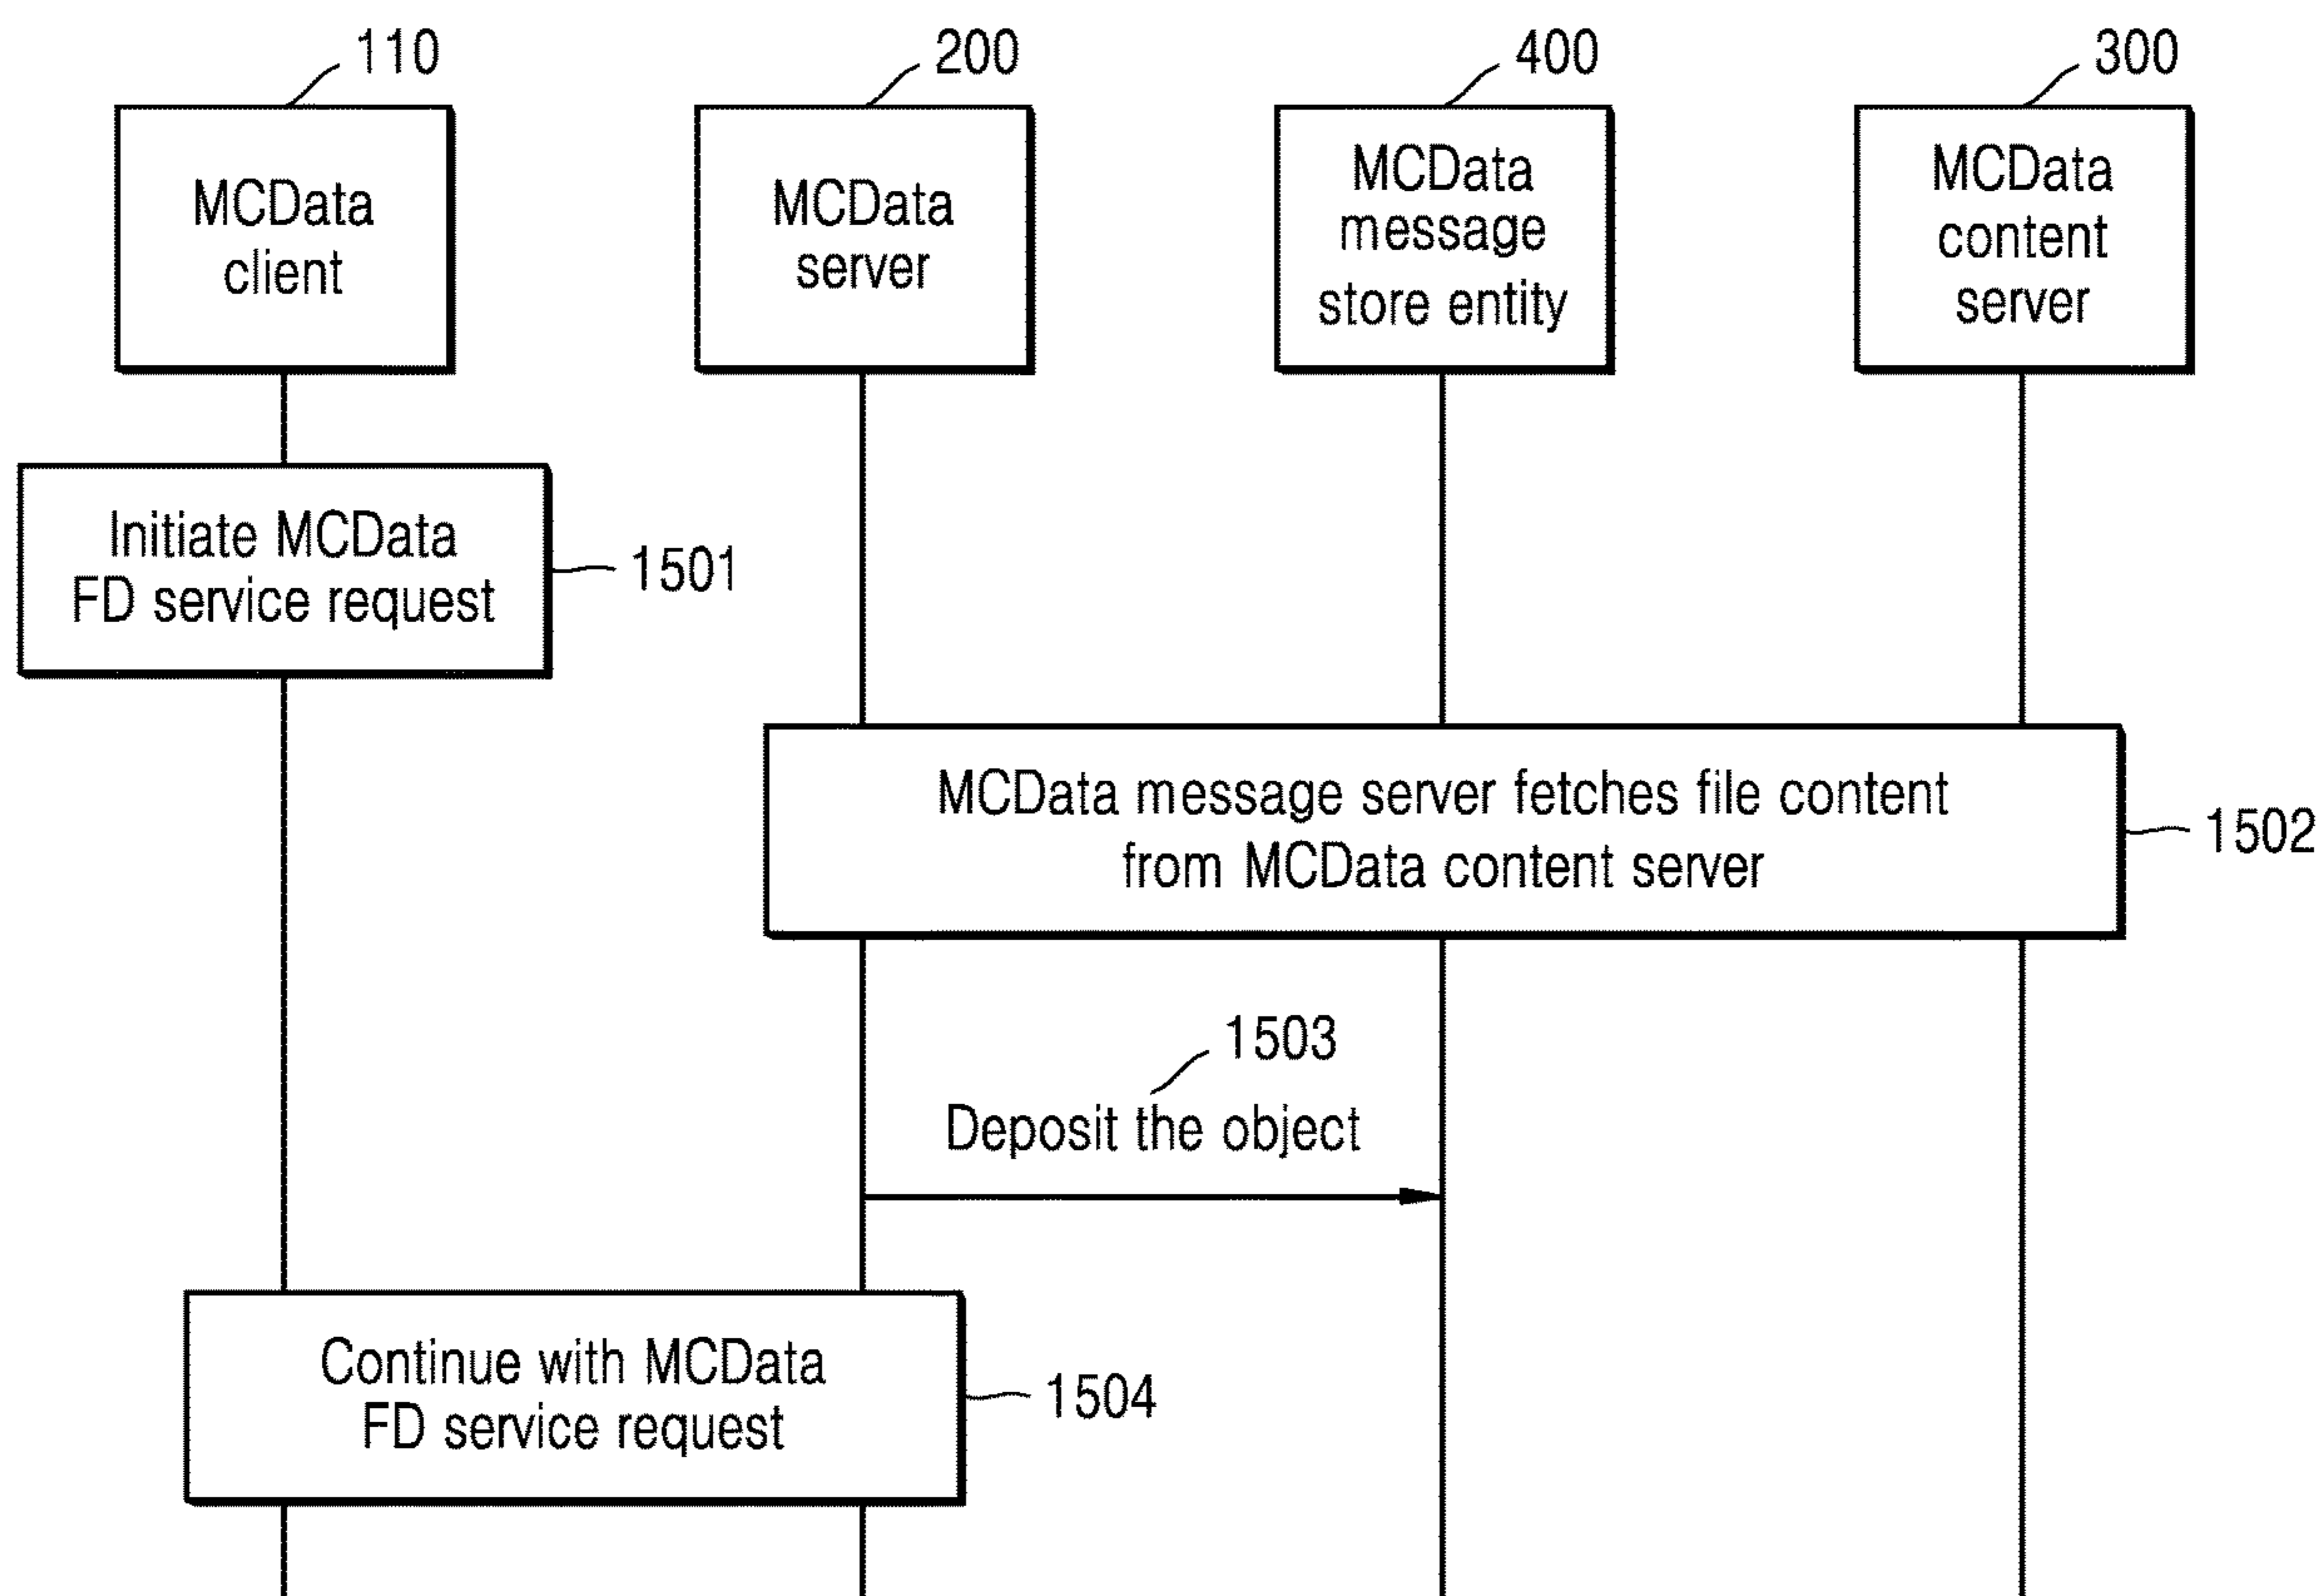 110
200
400
300
MCData
client
MCData
server
MCData
message
store entity
MCData
content
server
Initiate MCData
FD service request
1501
MCData message server fetches file content
from MCData content server
1502
1503
Deposit the object
Continue with MCData
FD service request
1504